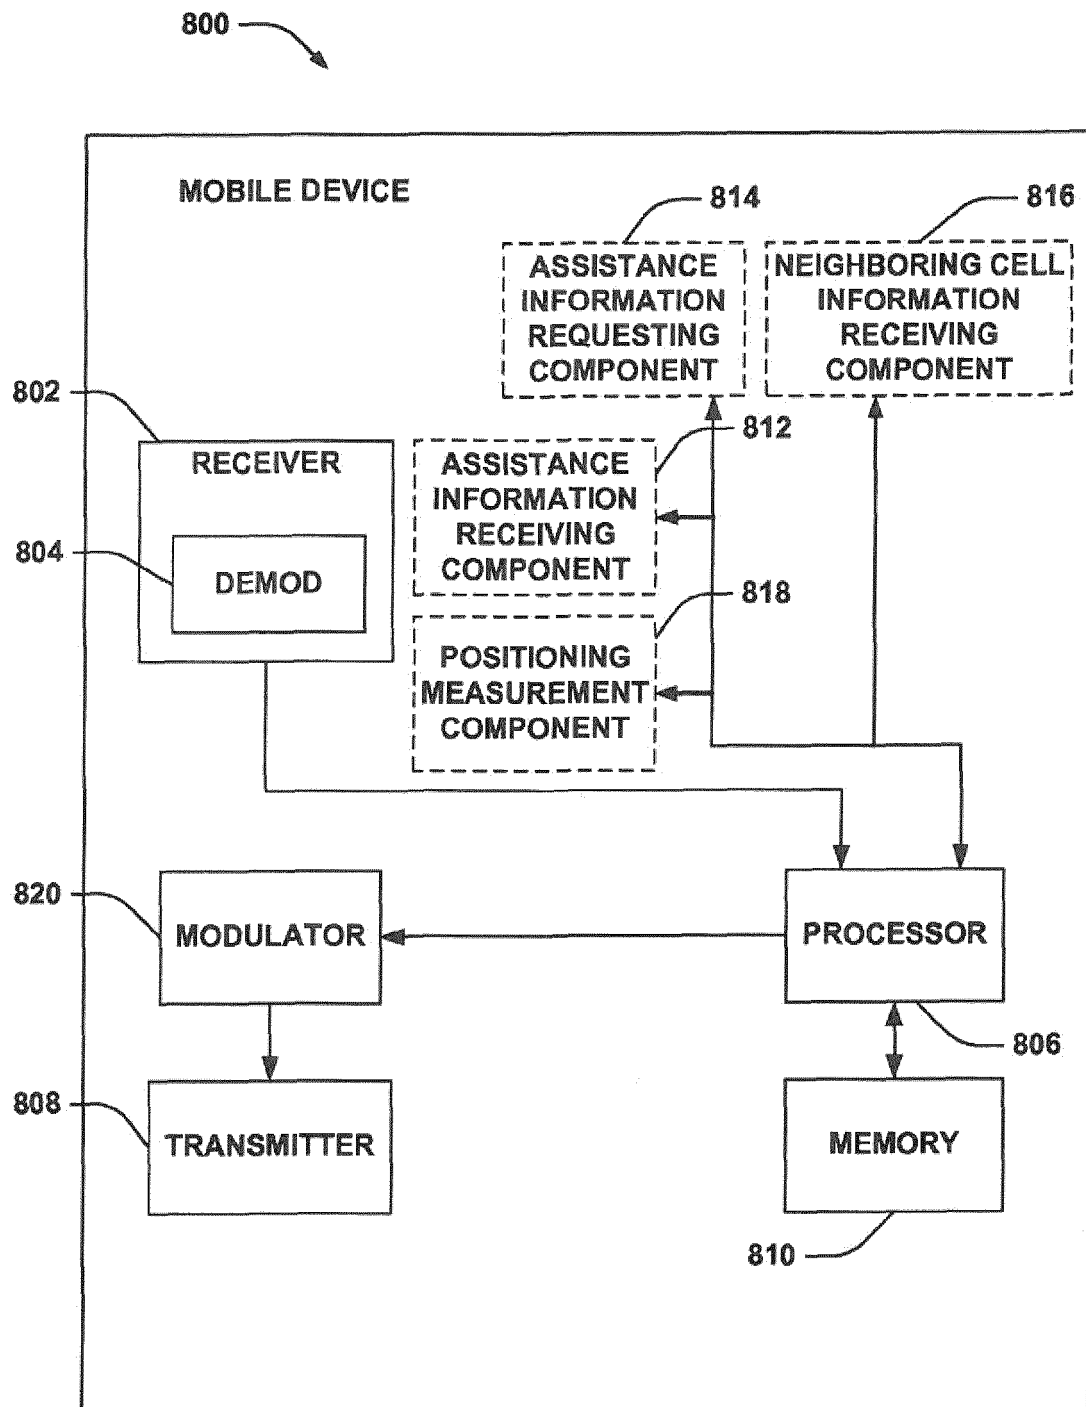 800
MOBILE DEVICE
814
816
ASSISTANCE
INFORMATION
REQUESTING
COMPONENT
NEIGHBORING CELL
INFORMATION
RECEIVING
COMPONENT
802
RECEIVER
812
ASSISTANCE
INFORMATION
RECEIVING
COMPONENT
804
DEMOD
818
POSITIONING
MEASUREMENT
COMPONENT
820
MODULATOR
PROCESSOR
806
808
TRANSMITTER
MEMORY
810